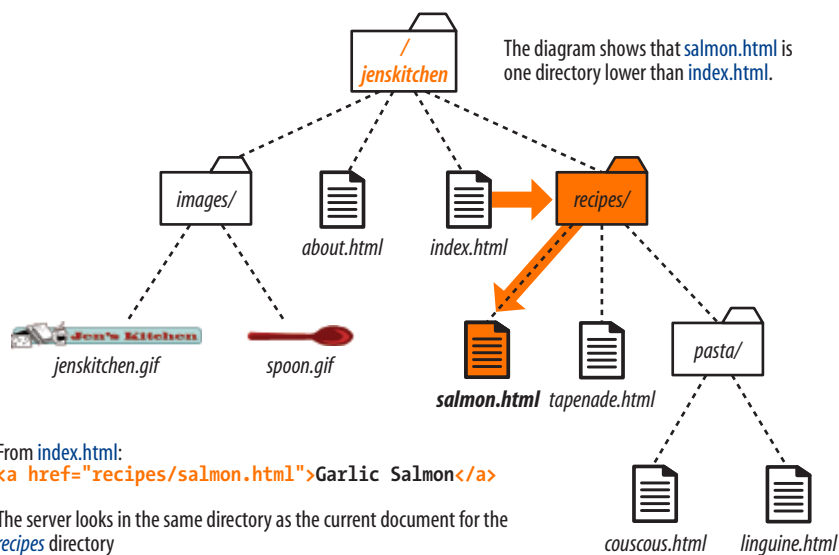 /
jenskitchen
The diagram shows that salmon.html is
one directory lower than index.html.
images/
about.html
index.html
recipes/
Jen's Kitchen
jenskitchen.gif
spoon.gif
salmon.html
tapenade.html
pasta/
From index.html:
<a href="recipes/salmon.html">Garlic Salmon</a>
The server looks in the same directory as the current document for the
recipes directory
couscous.html
linguine.html